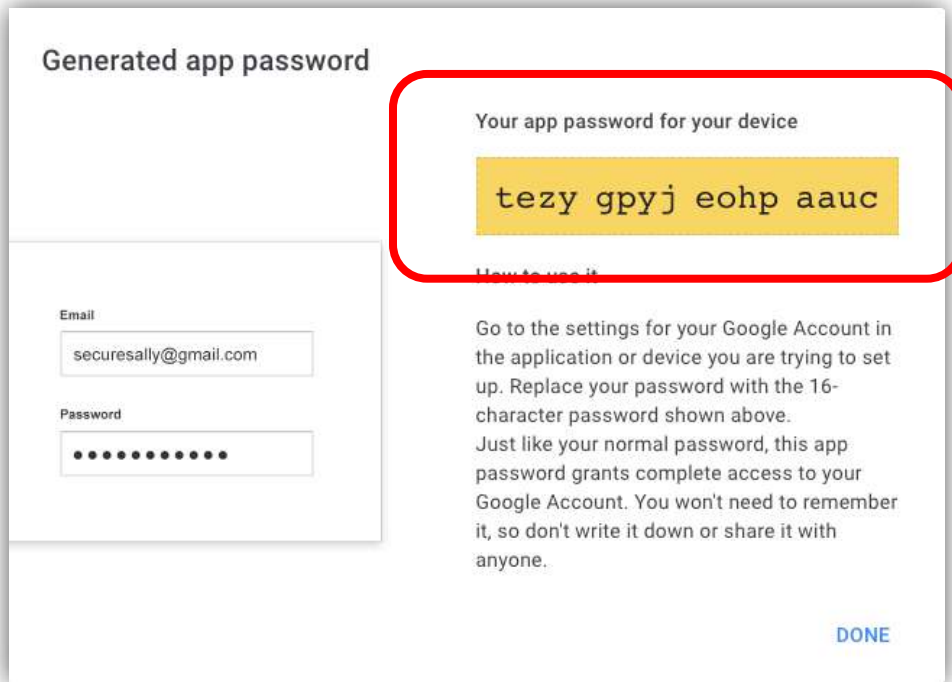 Generated app password
Your app password for your device
tezy gpyj eohp aauc
How to use it
Email
securesally@gmail.com
Password
Go to the settings for your Google Account in
the application or device you are trying to set
up. Replace your password with the 16-
character password shown above.
Just like your normal password, this app
password grants complete access to your
Google Account. You won't need to remember
it, so don't write it down or share it with
anyone.
DONE